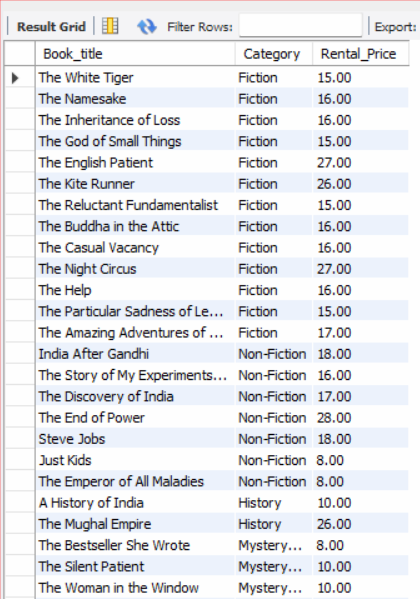 Result Grid Filter Rows: Export:
Book_title Category Rental_Price
The White Tiger Fiction 15.00
The Namesake Fiction 16.00
The Inheritance of Loss Fiction 16.00
The God of Small Things Fiction 15.00
The English Patient Fiction 27.00
The Kite Runner Fiction 26.00
The Reluctant Fundamentalist Fiction 15.00
The Buddha in the Attic Fiction 16.00
The Casual Vacancy Fiction 16.00
The Night Circus Fiction 27.00
The Help Fiction 16.00
The Particular Sadness of Le... Fiction 15.00
The Amazing Adventures of ... Fiction 17.00
India After Gandhi Non-Fiction 18.00
The Story of My Experiments... Non-Fiction 16.00
The Discovery of India Non-Fiction 17.00
The End of Power Non-Fiction 28.00
Steve Jobs Non-Fiction 18.00
Just Kids Non-Fiction 8.00
The Emperor of All Maladies Non-Fiction 8.00
A History of India History 10.00
The Mughal Empire History 26.00
The Bestseller She Wrote Mystery... 8.00
The Silent Patient Mystery... 10.00
The Woman in the Window Mystery... 10.00